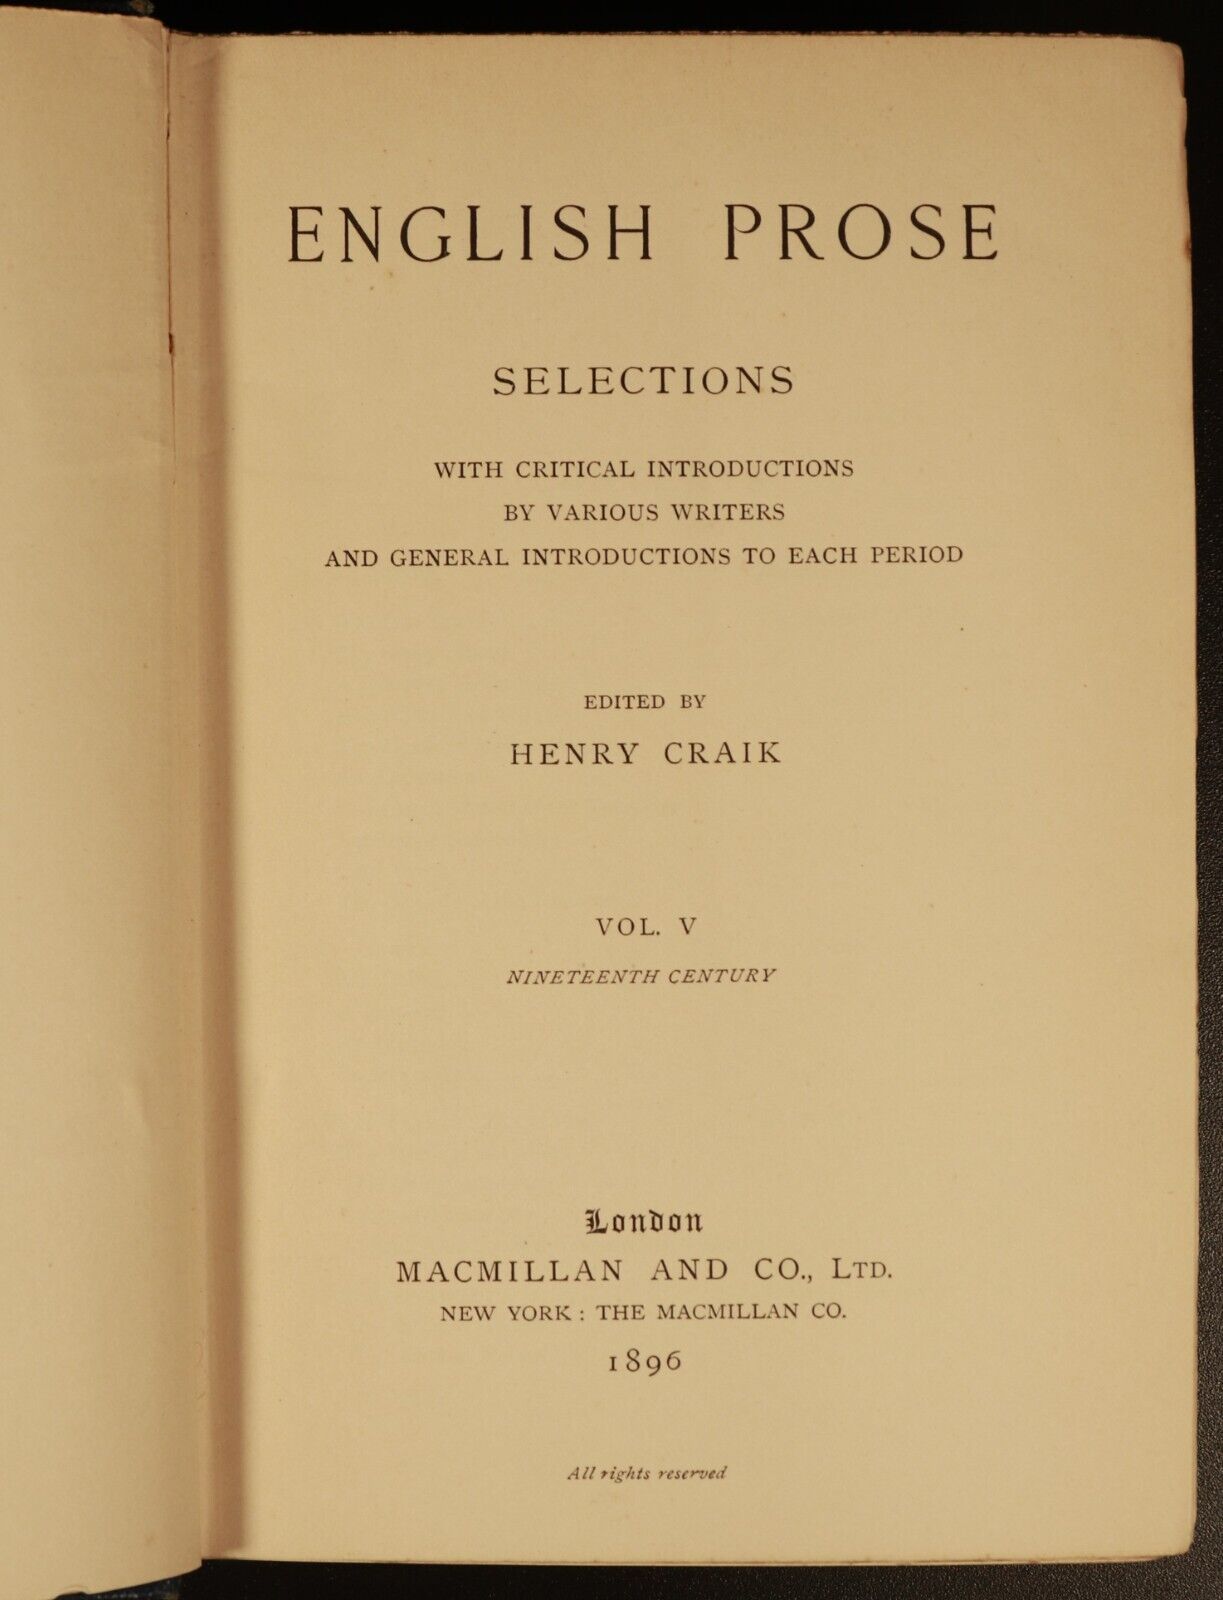 ENGLISH PROSE
SELECTIONS
WITH CRITICAL INTRODUCTIONS
BY VARIOUS WRITERS
AND GENERAL INTRODUCTIONS TO EACH PERIOD
EDITED BY
HENRY CRAIK
VOL. V
NINETEENTH CENTURY
London
MACMILLAN AND CO., LTD.
NEW YORK : THE MACMILLAN CO.
1896
All rights reserved